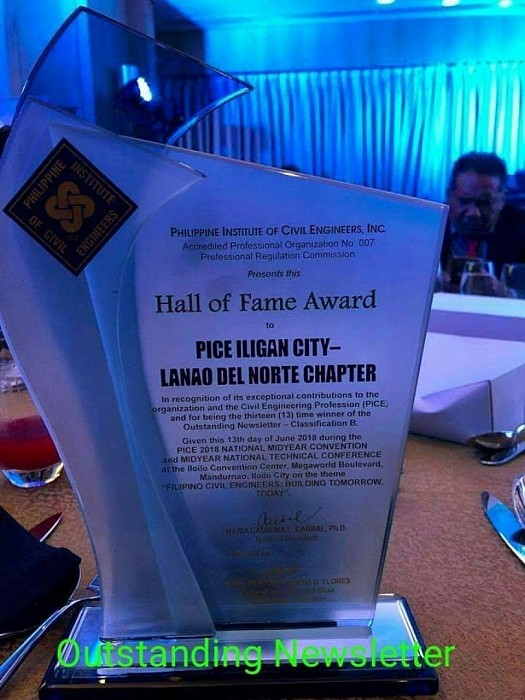 PHILIPPINE INSTITUTE
OF CIVIL ENGINEERS
PHILIPPINE INSTITUTE OF CIVIL ENGINEERS, INC.
Accredited Professional Organization No. 007
Professional Regulation Commission
Presents this
Hall of Fame Award
to
PICE ILIGAN CITY–
LANAO DEL NORTE CHAPTER
In recognition of its exceptional contributions to the
organization and the Civil Engineering Profession (PICE,
and for being the thirteen (13) time winner of the
Outstanding Newsletter – Classification B.
Given this 13th day of June 2018 during the
PICE 2018 NATIONAL MIDYEAR CONVENTION
and MIDYEAR NATIONAL TECHNICAL CONFERENCE
at the Iloilo Convention Center, Megaworld Boulevard,
Mandurriao, Iloilo City on the theme
"FILIPINO CIVIL ENGINEERS: BUILDING TOMORROW,
TODAY".
MARIA CATALINA E. CABRAL, Ph.D.
National President
G. FLORES
Chair
Outstanding Newsletter